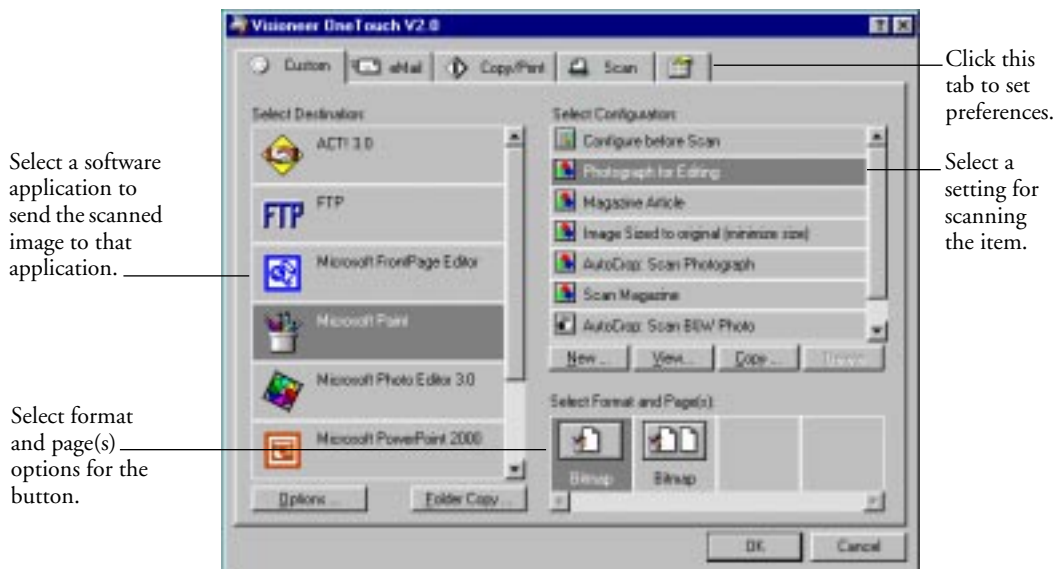 Visioneer OneTouch V2.0
Custom
eMail
Copy/Print
Scan
Click this
tab to set
preferences.
Select Destination:
ACT! 3.0
FTP
FTP
Microsoft FrontPage Editor
Microsoft Paint
Microsoft Photo Editor 3.0
Microsoft PowerPoint 2000
Options ...
Folder Copy ...
Select Configuration:
Configure before Scan
Photograph for Editing
Magazine Article
Image Sized to original (minimize size)
AutoCrop: Scan Photograph
Scan Magazine
AutoCrop: Scan B&W Photo
New ...
View...
Copy ...
Select Format and Page(s):
Bitmap
Bitmap
OK
Cancel
Select a software
application to
send the scanned
image to that
application.
Select a
setting for
scanning
the item.
Select format
and page(s)
options for the
button.